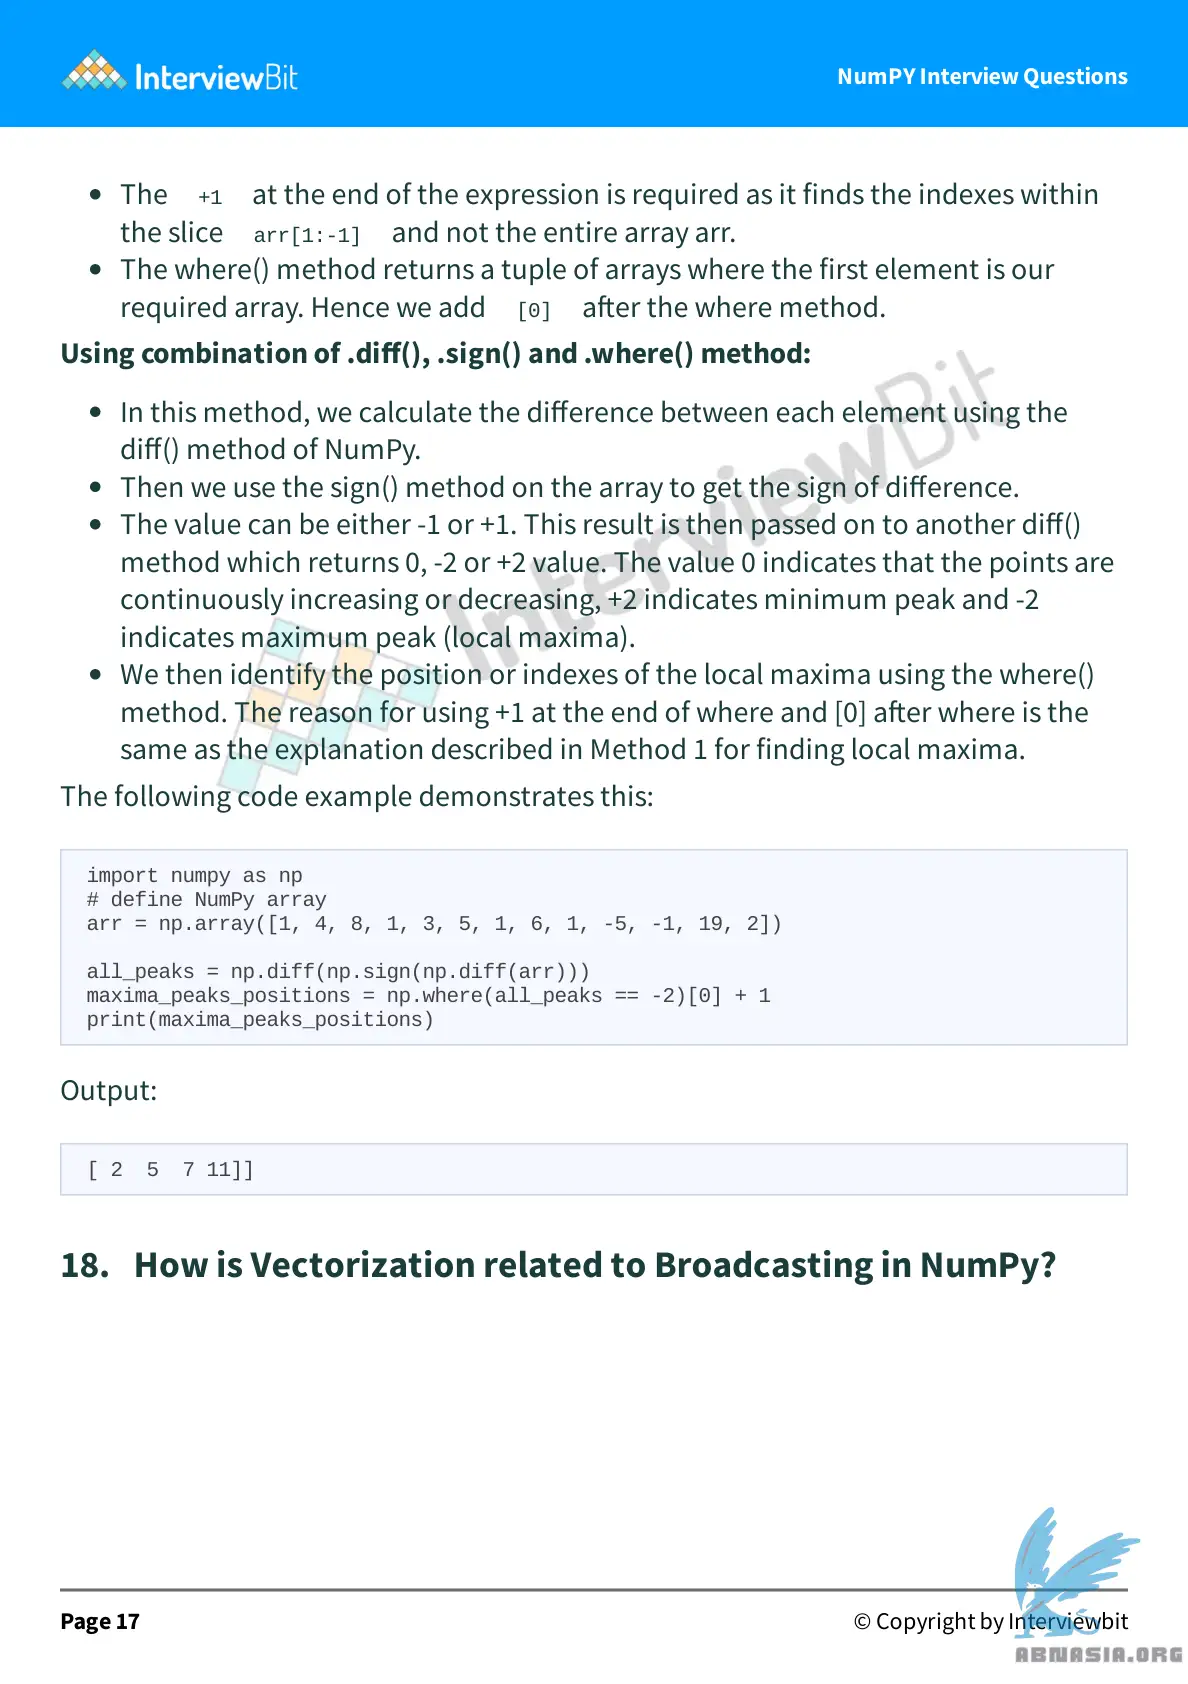 InterviewBit
NumPY Interview Questions
• The +1 at the end of the expression is required as it finds the indexes within
the slice arr[1:-1] and not the entire array arr.
• The where() method returns a tuple of arrays where the first element is our
required array. Hence we add [0] after the where method.
Using combination of .diff(), .sign() and .where() method:
• In this method, we calculate the difference between each element using the
diff() method of NumPy.
• Then we use the sign() method on the array to get the sign of difference.
• The value can be either -1 or +1. This result is then passed on to another diff()
method which returns 0, -2 or +2 value. The value 0 indicates that the points are
continuously increasing or decreasing, +2 indicates minimum peak and -2
indicates maximum peak (local maxima).
• We then identify the position or indexes of the local maxima using the where()
method. The reason for using +1 at the end of where and [0] after where is the
same as the explanation described in Method 1 for finding local maxima.
InterviewBit
The following code example demonstrates this:
import numpy as np
# define NumPy array
arr = np.array([1, 4, 8, 1, 3, 5, 1, 6, 1, -5, -1, 19, 2])
all_peaks = np.diff(np.sign(np.diff(arr)))
maxima_peaks_positions = np.where(all_peaks == -2)[0] + 1
print(maxima_peaks_positions)
Output:
[ 2  5  7 11]]
18. How is Vectorization related to Broadcasting in NumPy?
Page 17
© Copyright by Interviewbit
ABNASIA.ORG